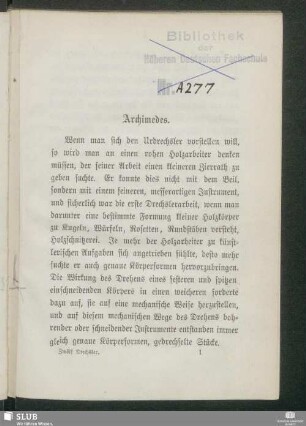 Bibliothek
der
Höheren Deutschen Fachschule
Nr. A277
Archimedes.
Wenn man sich den Urdrechsler vorstellen will,
so wird man an einen rohen Holzarbeiter denken
müssen, der seiner Arbeit einen kleineren Zierrath zu
geben suchte. Er konnte dies nicht mit dem Beil,
sondern mit einem feineren, messerartigen Instrument,
und sicherlich war die erste Drechslerarbeit, wenn man
darunter eine bestimmte Formung kleiner Holzkörper
zu Kugeln, Würfeln, Rosetten, Rundstäben versteht,
Holzschnitzerei. Je mehr der Holzarbeiter zu künst-
lerischen Aufgaben sich angetrieben fühlte, desto mehr
suchte er auch genaue Körperformen hervorzubringen.
Die Wirkung des Drehens eines festeren und spitzen
einschneidenden Körpers in einen weicheren forderte
dazu auf, sie auf eine mechanische Weise herzustellen,
und auf diesem mechanischen Wege des Drehens boh-
render oder schneidender Instrumente entstanden immer
gleich genaue Körperformen, gedrechselte Stücke.
Drechsler. 1
SLUB
Wir führen Wissen.